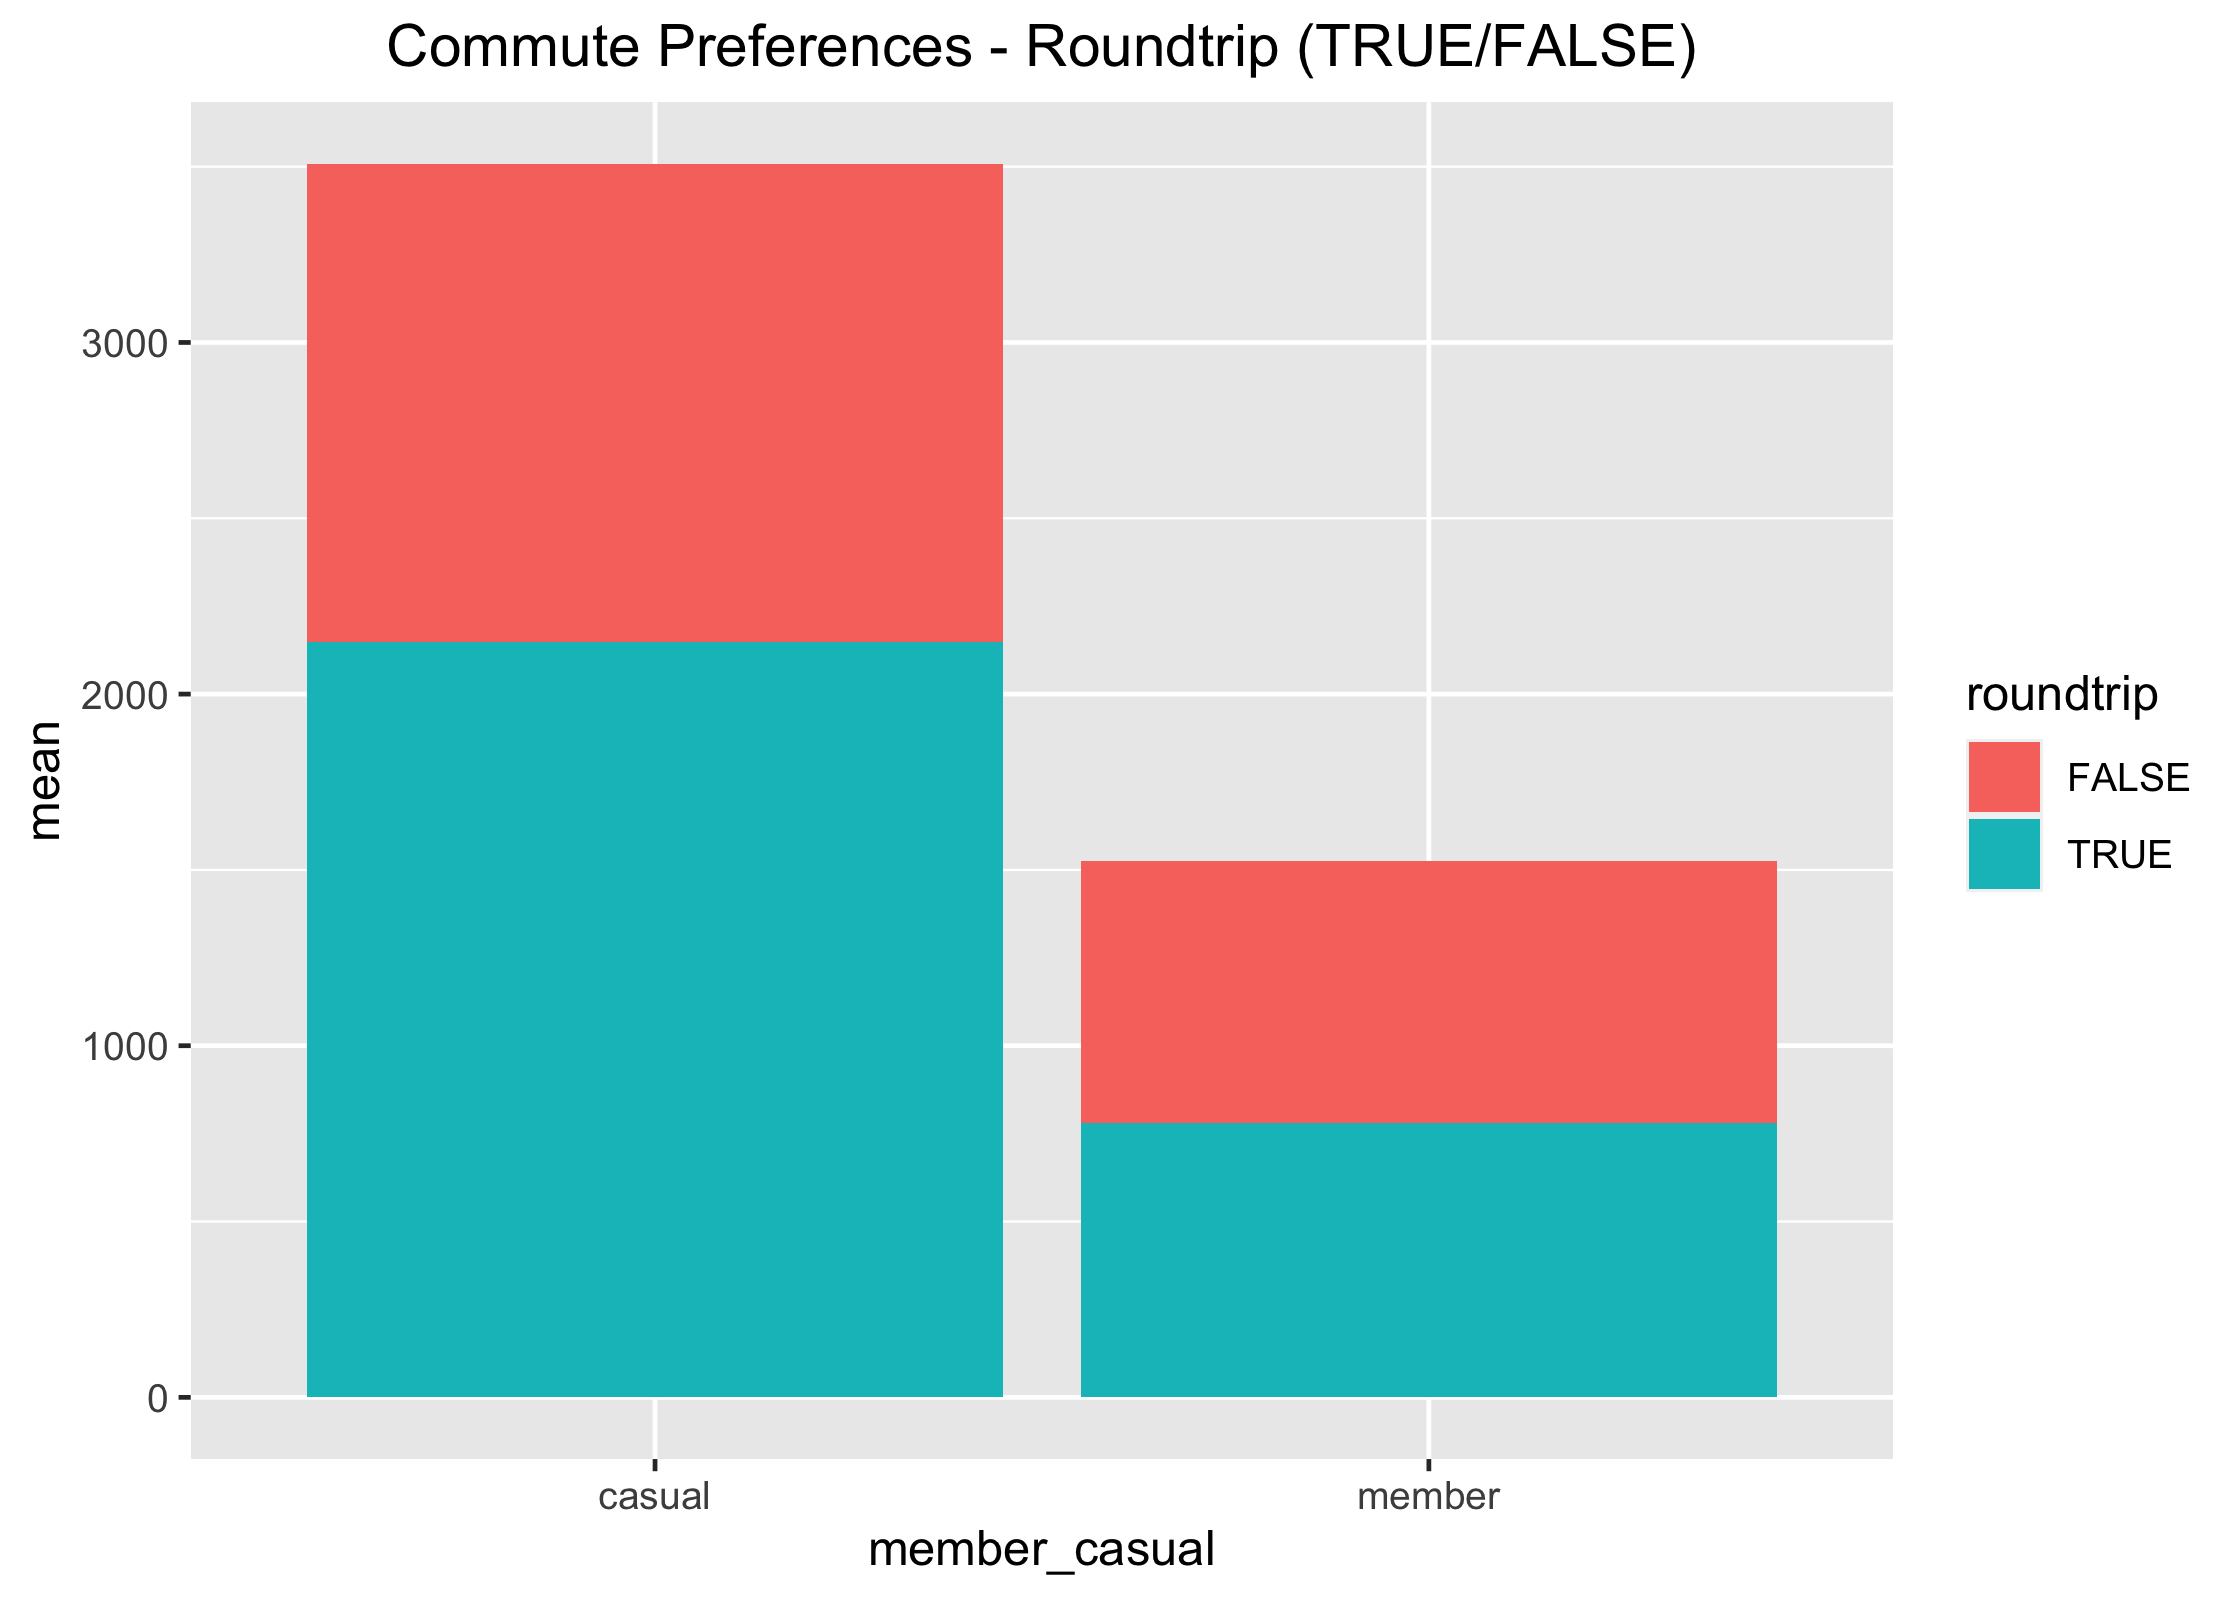 Commute Preferences - Roundtrip (TRUE/FALSE)
mean
3000
2000
1000
0
casual
member
member_casual
roundtrip
FALSE
TRUE